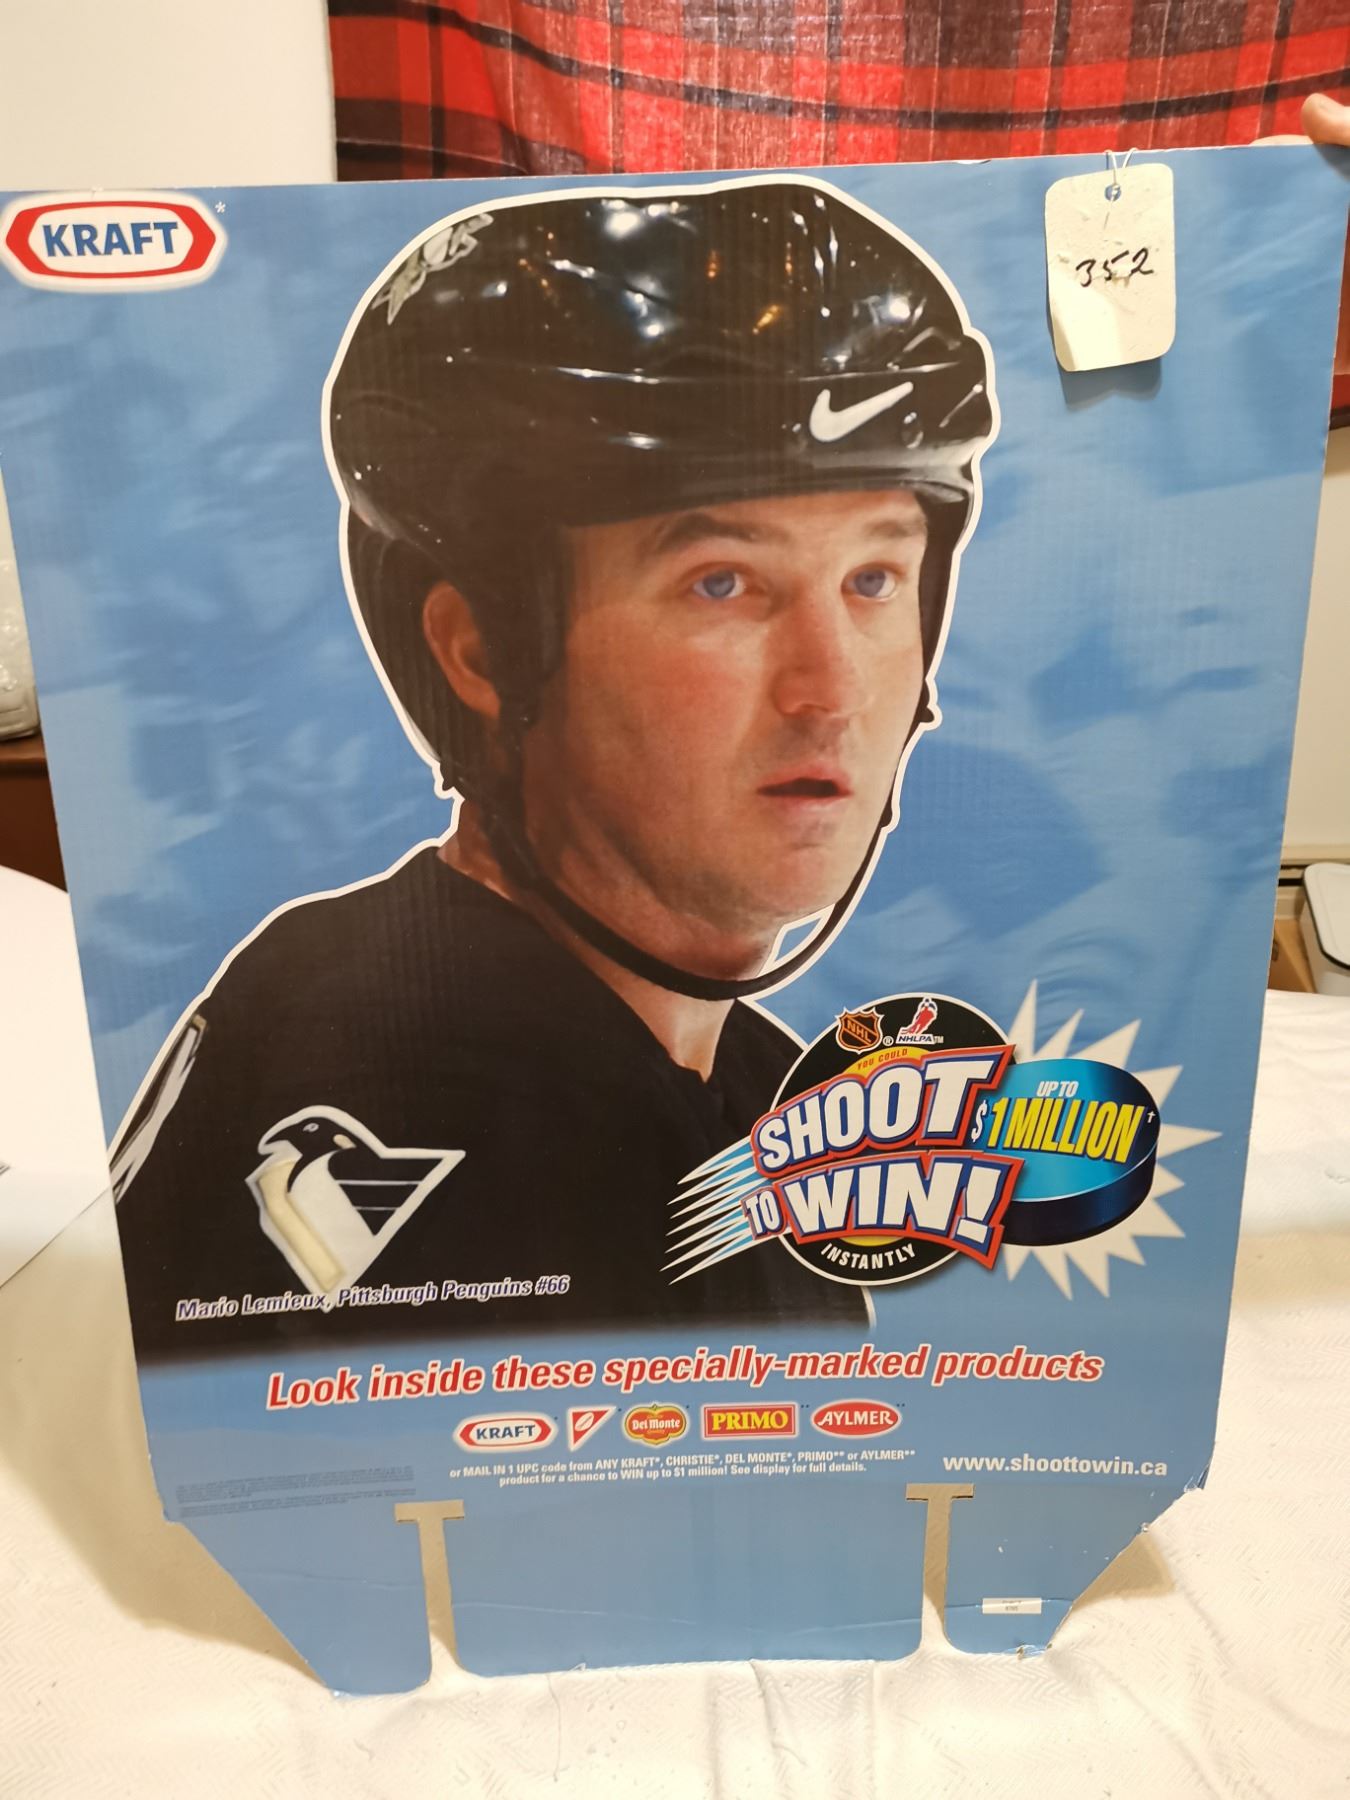 KRAFT*
352
NHL ® NHLPA™
YOU COULD
SHOOT
TO WIN!
INSTANTLY
UP TO
$1 MILLION†
Mario Lemieux, Pittsburgh Penguins #66
Look inside these specially-marked products
KRAFT* Del Monte Quality PRIMO** AYLMER**
or MAIL IN 1 UPC code from ANY KRAFT*, CHRISTIE*, DEL MONTE*, PRIMO** or AYLMER**
product for a chance to WIN up to $1 million! See display for full details.
www.shoottowin.ca